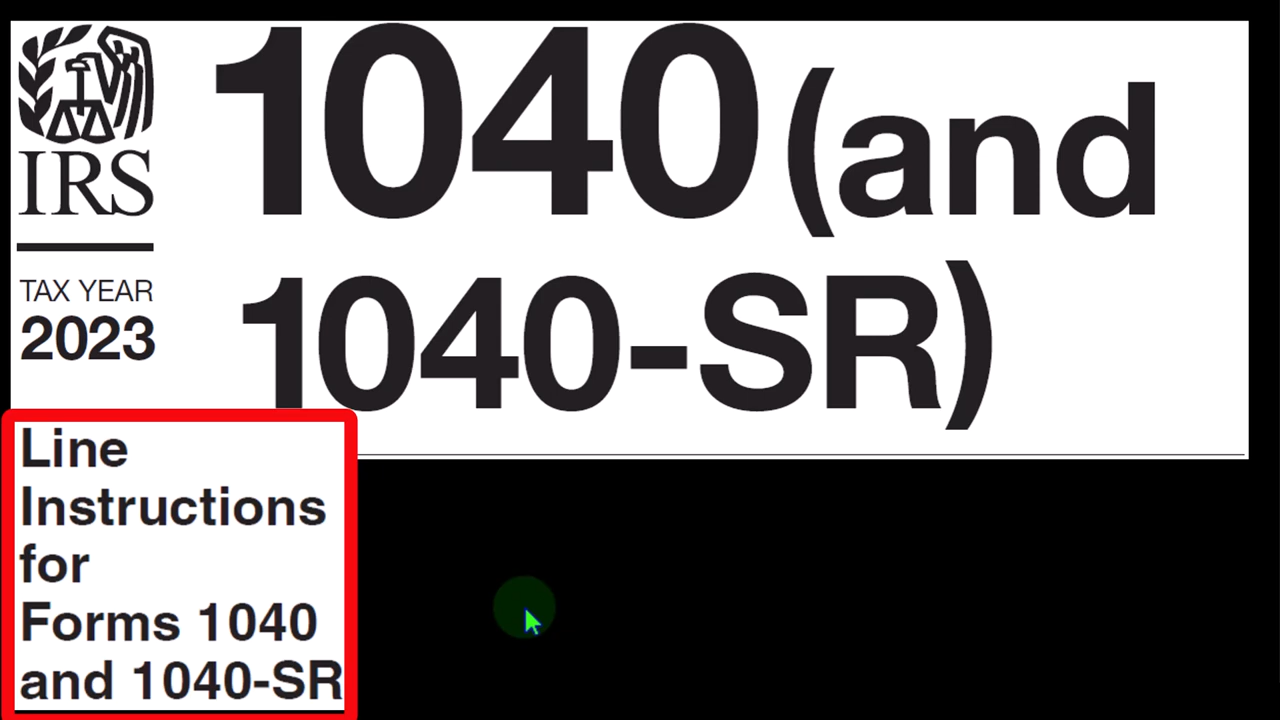 1040 (and
1040-SR)
IRS
TAX YEAR
2023
Line
Instructions
for
Forms 1040
and 1040-SR